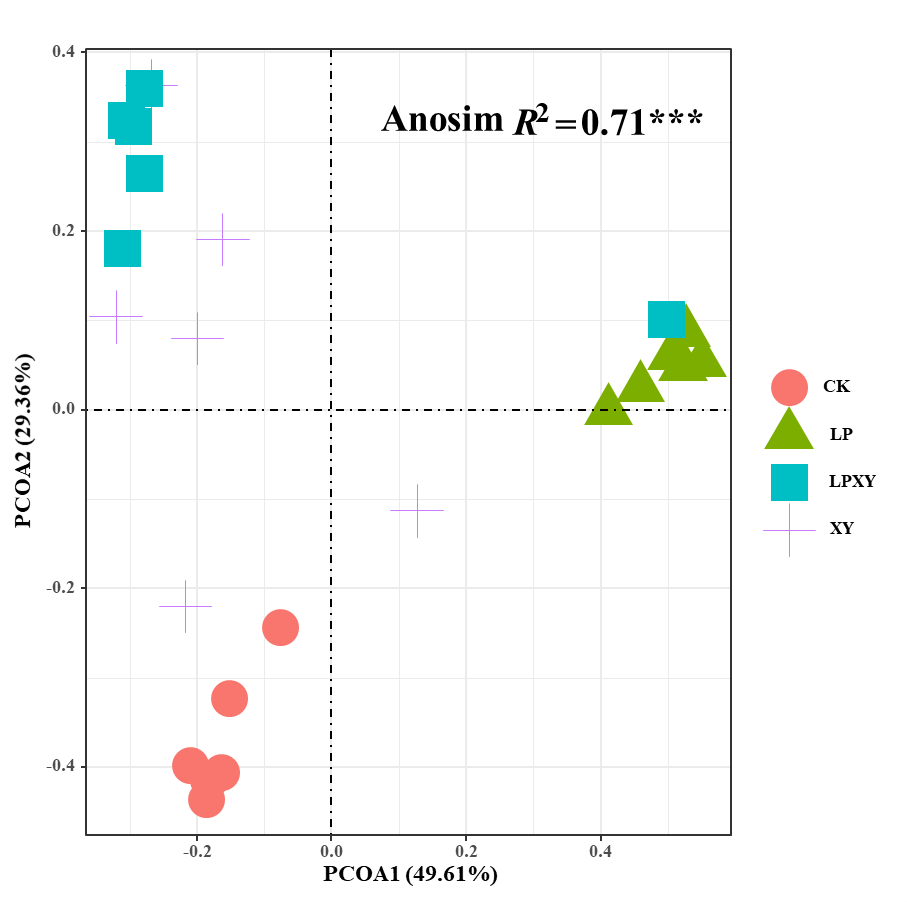 0.4
Anosim R²=0.71***
0.2
0.0
-0.2
-0.4
PCOA2 (29.36%)
-0.2 0.0 0.2 0.4
PCOA1 (49.61%)
CK
LP
LPXY
XY